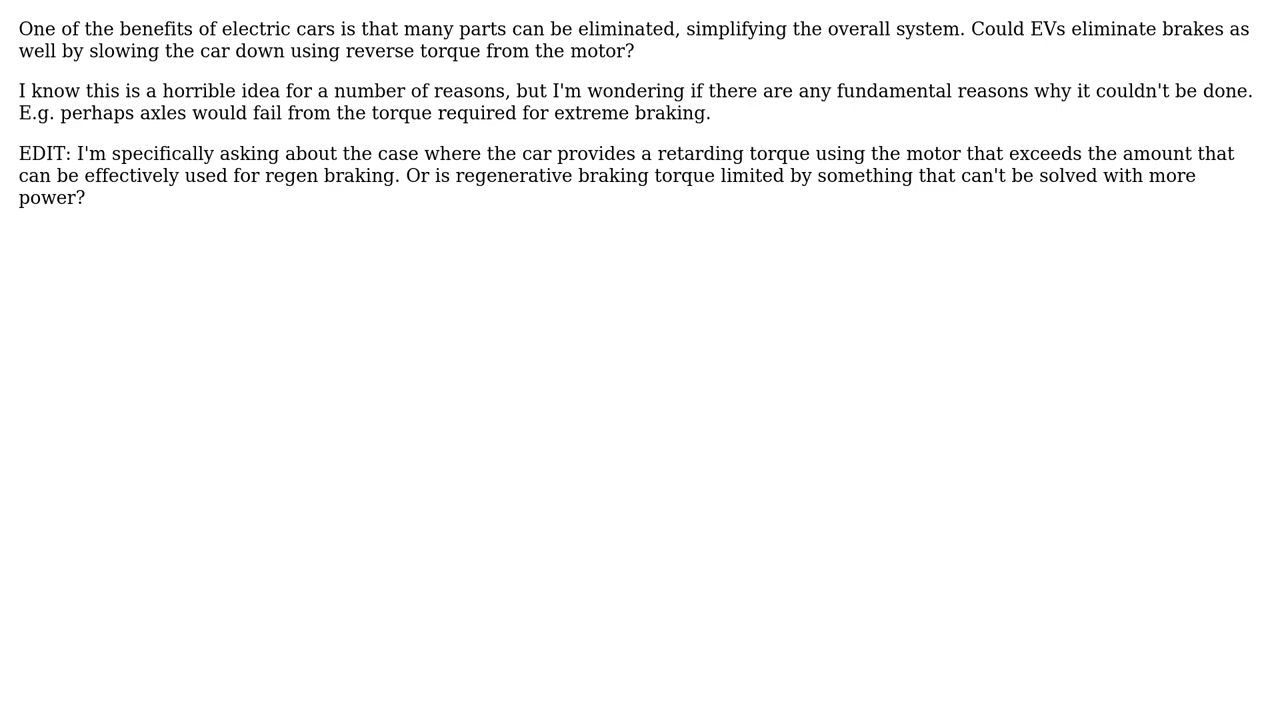 One of the benefits of electric cars is that many parts can be eliminated, simplifying the overall system. Could EVs eliminate brakes as
well by slowing the car down using reverse torque from the motor?
I know this is a horrible idea for a number of reasons, but I'm wondering if there are any fundamental reasons why it couldn't be done.
E.g. perhaps axles would fail from the torque required for extreme braking.
EDIT: I'm specifically asking about the case where the car provides a retarding torque using the motor that exceeds the amount that
can be effectively used for regen braking. Or is regenerative braking torque limited by something that can't be solved with more
power?